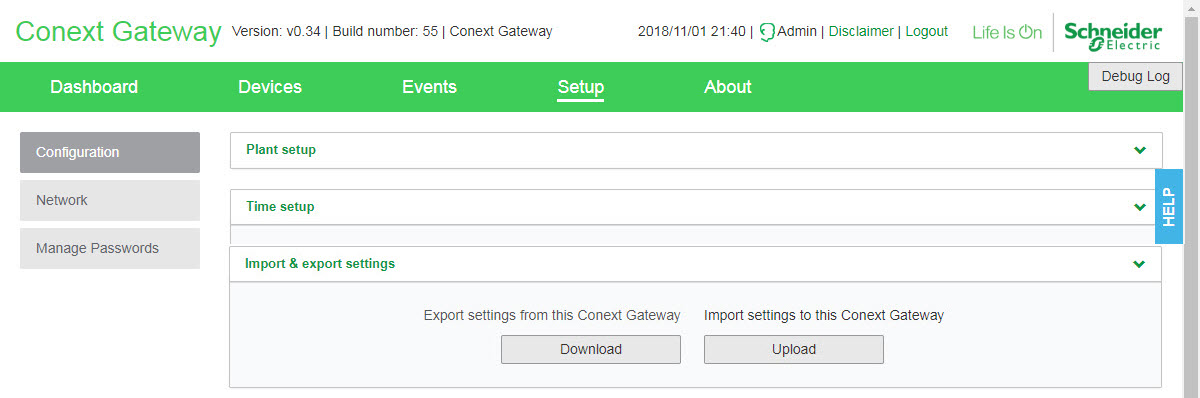 Conext Gateway Version: v0.34 | Build number: 55 | Conext Gateway 2018/11/01 21:40 | Admin | Disclaimer | Logout Life Is On Schneider Electric
Dashboard Devices Events Setup About Debug Log
Configuration
Network
Manage Passwords
Plant setup
Time setup
HELP
Import & export settings
Export settings from this Conext Gateway Import settings to this Conext Gateway
Download Upload